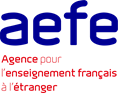 aefe
Agence pour
l'enseignement français
à l'étranger